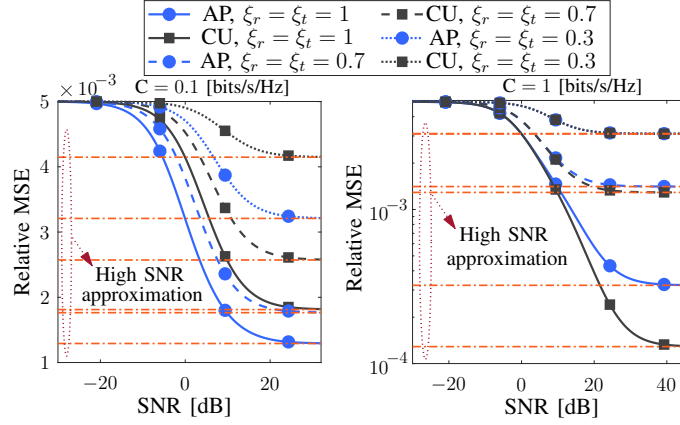 AP, ξr = ξt = 1
CU, ξr = ξt = 0.7
CU, ξr = ξt = 1
AP, ξr = ξt = 0.3
AP, ξr = ξt = 0.7
CU, ξr = ξt = 0.3
×10⁻³
C = 0.1 [bits/s/Hz]
5
4
3
2
1
Relative MSE
High SNR
approximation
−20
0
20
SNR [dB]
C = 1 [bits/s/Hz]
10⁻³
10⁻⁴
Relative MSE
High SNR
approximation
−20
0
20
40
SNR [dB]